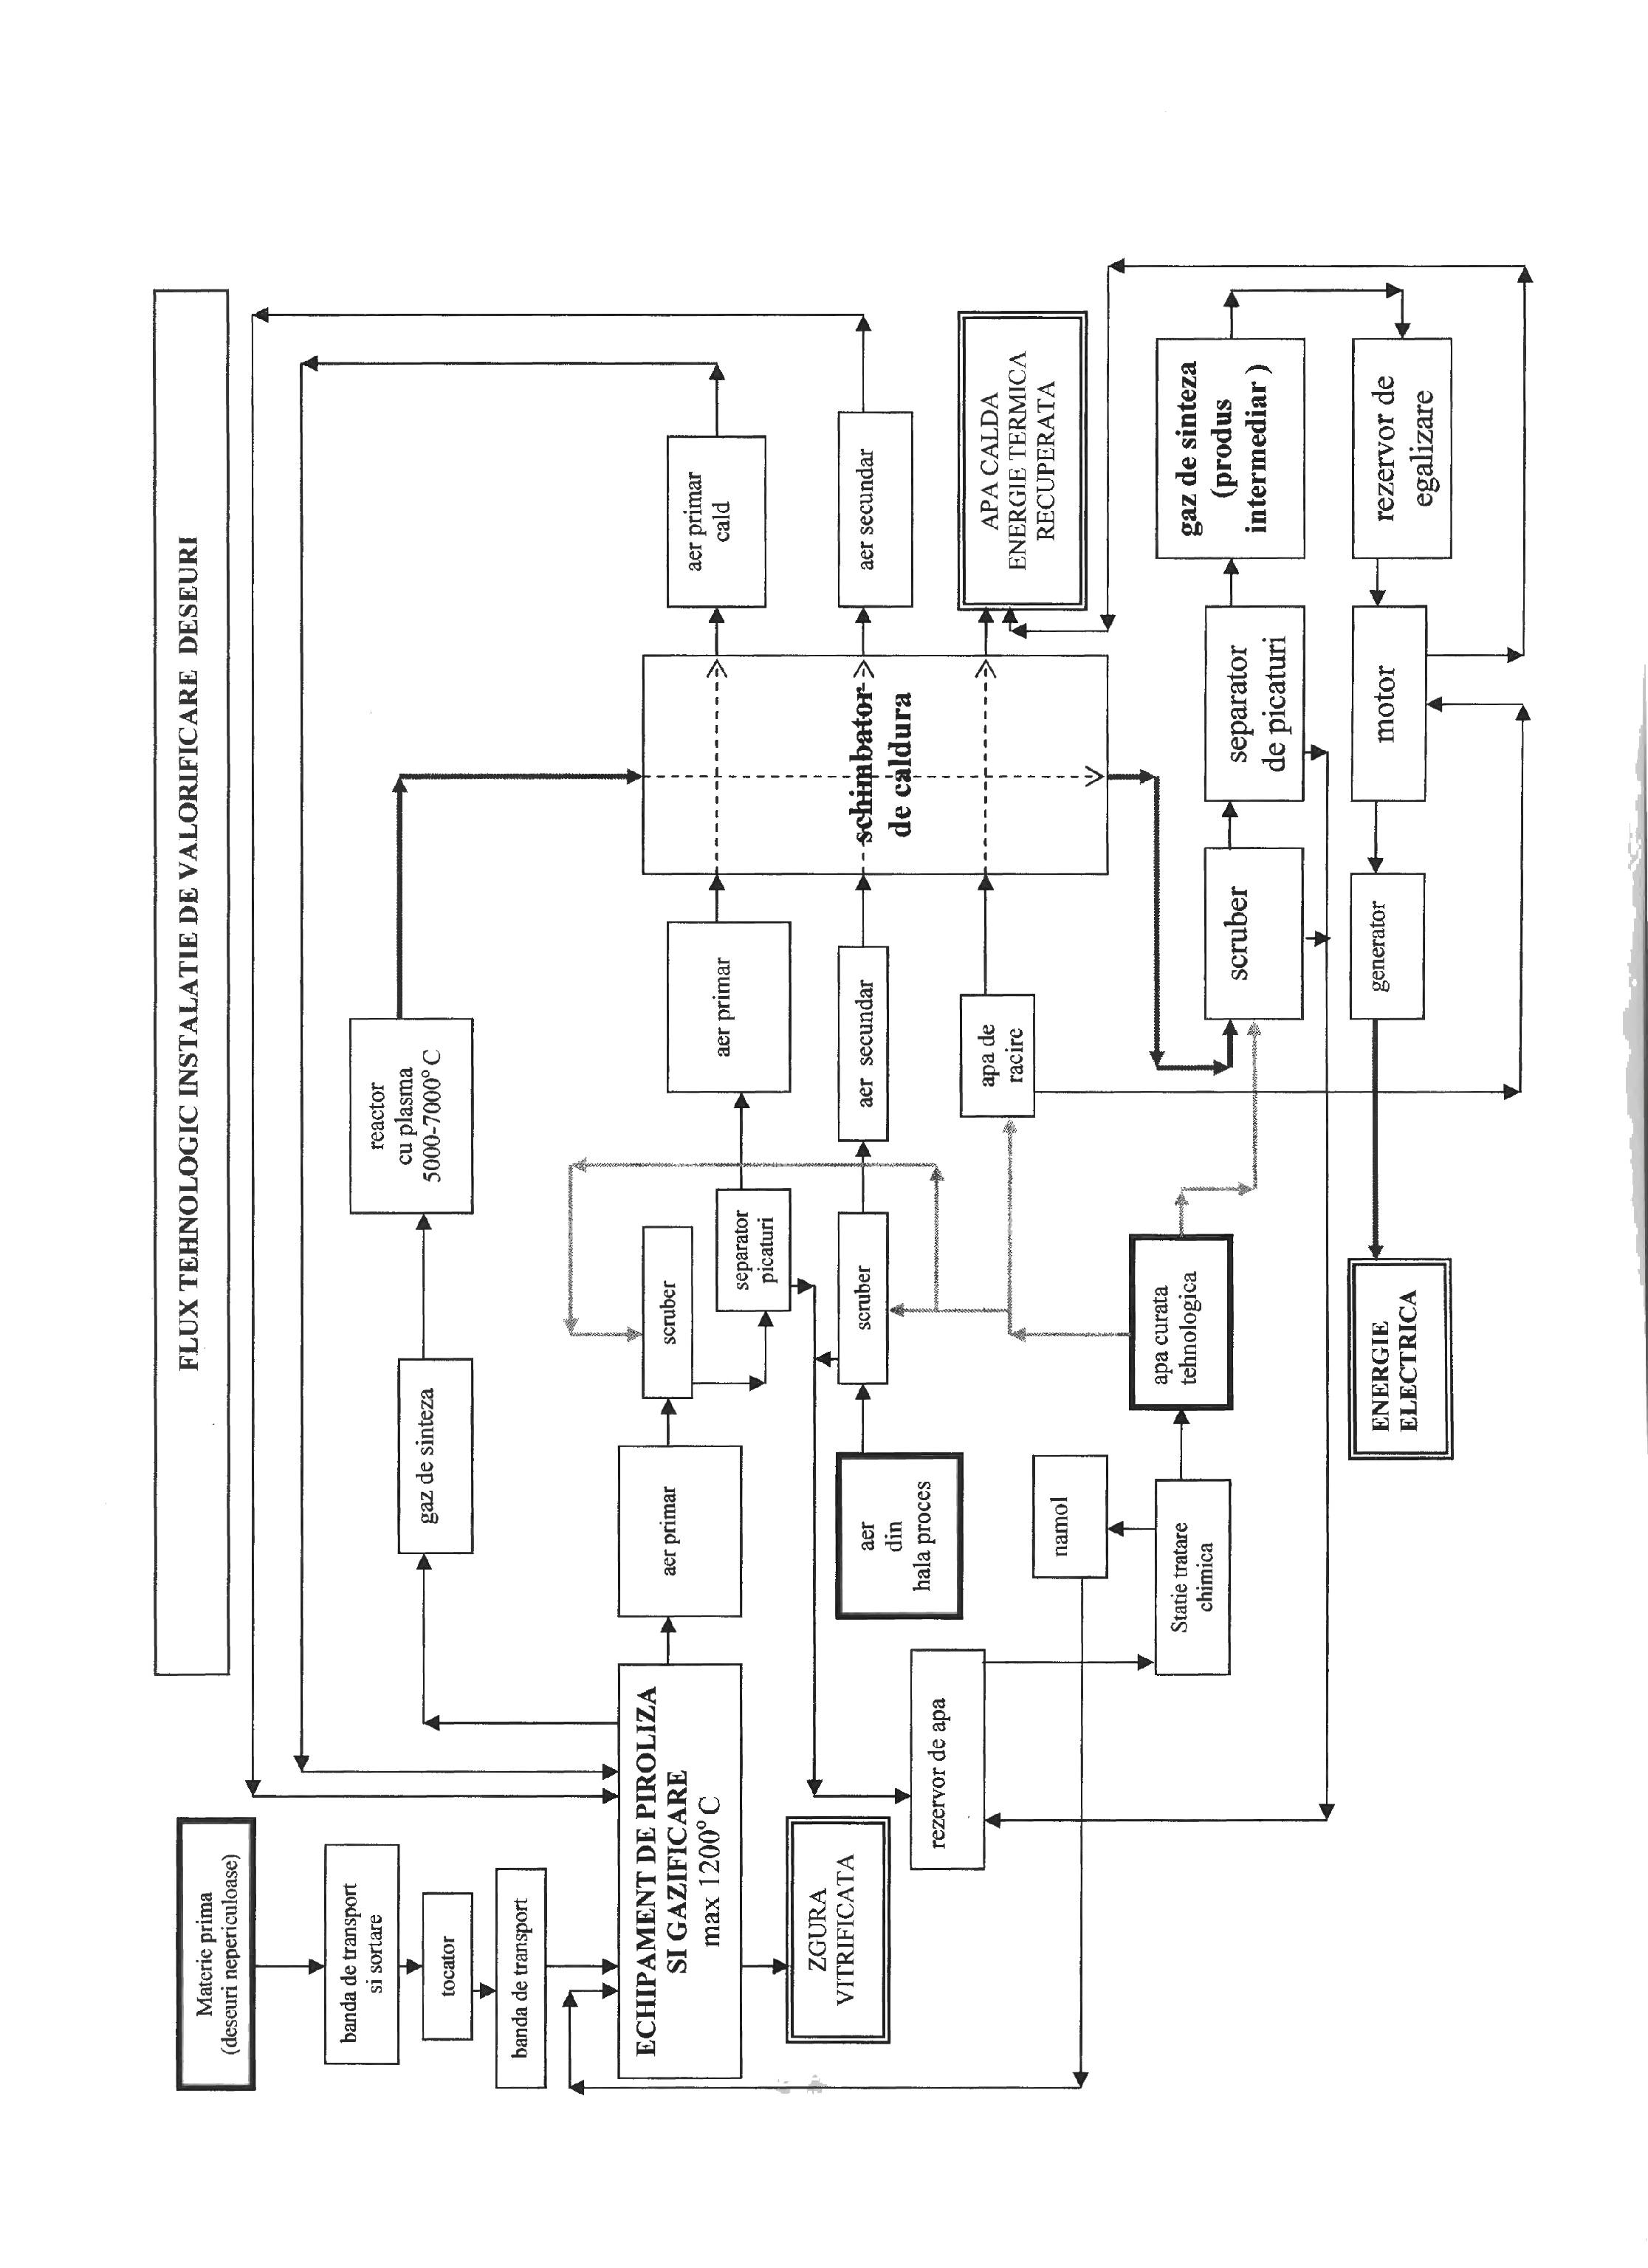 FLUX TEHNOLOGIC INSTALATIE DE VALORIFICARE DESEURI
Materie prima
(deseuri nepericuloase)
banda de transport
si sortare
tocator
banda de transport
ECHIPAMENT DE PIROLIZA
SI GAZIFICARE
max 1200° C
ZGURA
VITRIFICATA
gaz de sinteza
reactor
cu plasma
5000-7000° C
aer primar
scruber
separator
picaturi
aer primar
schimbator
de caldura
aer primar
cald
aer
din
hala proces
scruber
aer secundar
aer secundar
rezervor de apa
namol
Statie tratare
chimica
apa curata
tehnologica
apa de
racire
APA CALDA
ENERGIE TERMICA
RECUPERATA
scruber
separator
de picaturi
gaz de sinteza
(produs
intermediar )
rezervor de
egalizare
motor
generator
ENERGIE
ELECTRICA